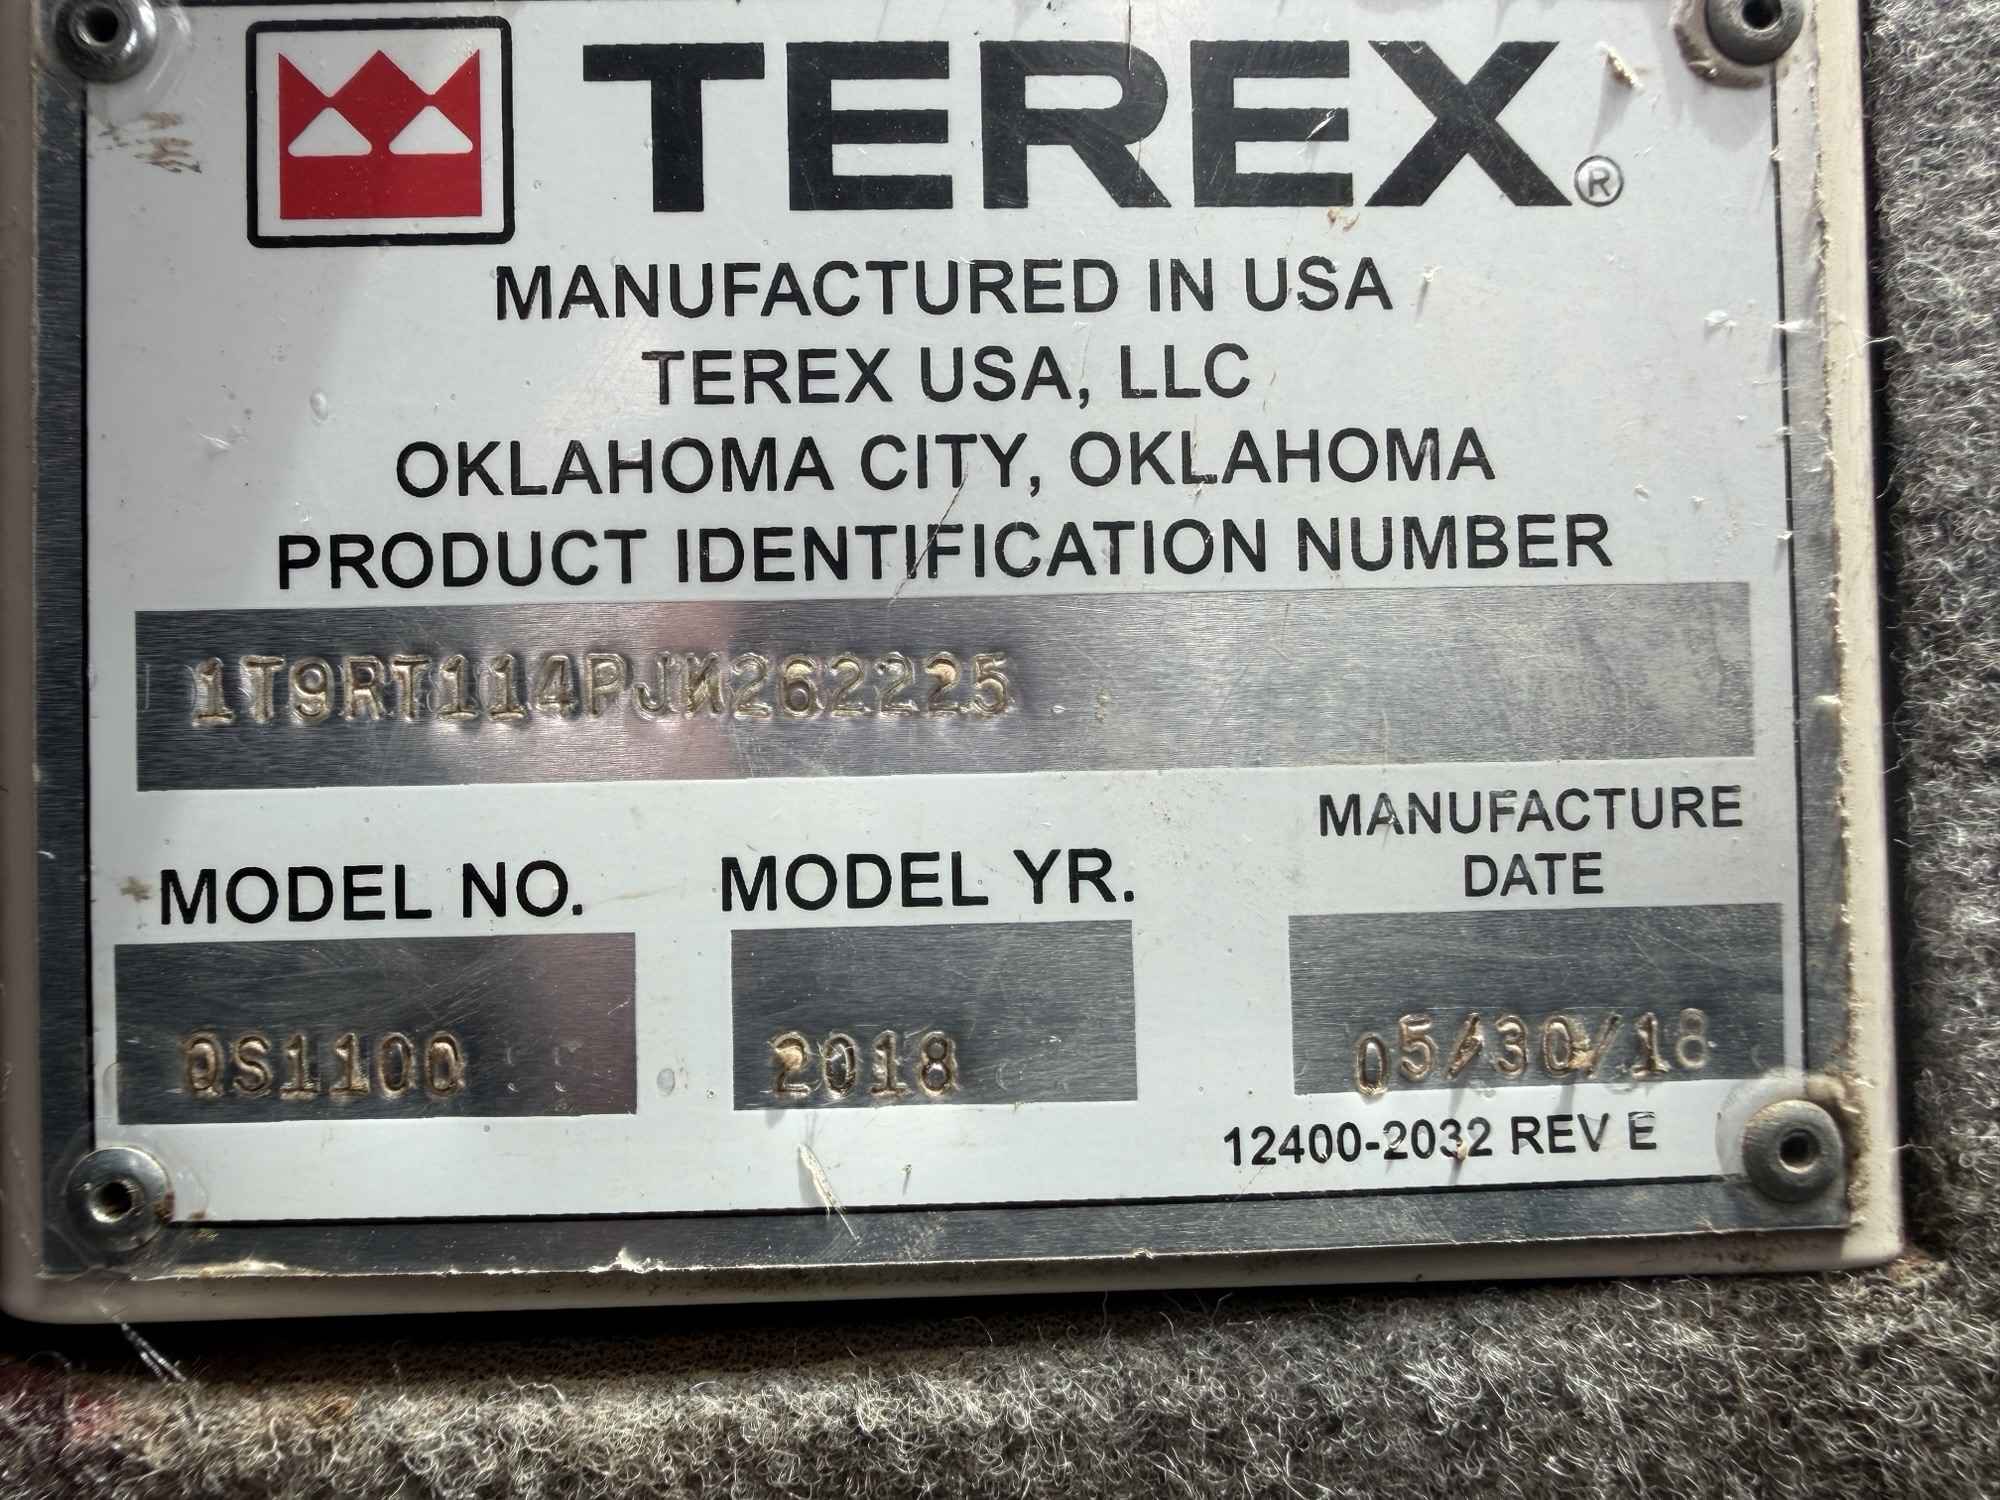 TEREX®
MANUFACTURED IN USA
TEREX USA, LLC
OKLAHOMA CITY, OKLAHOMA
PRODUCT IDENTIFICATION NUMBER
1T9RT114PJW262225
MANUFACTURE
DATE
MODEL NO. MODEL YR.
QS1100 2018 05/30/18
12400-2032 REV E